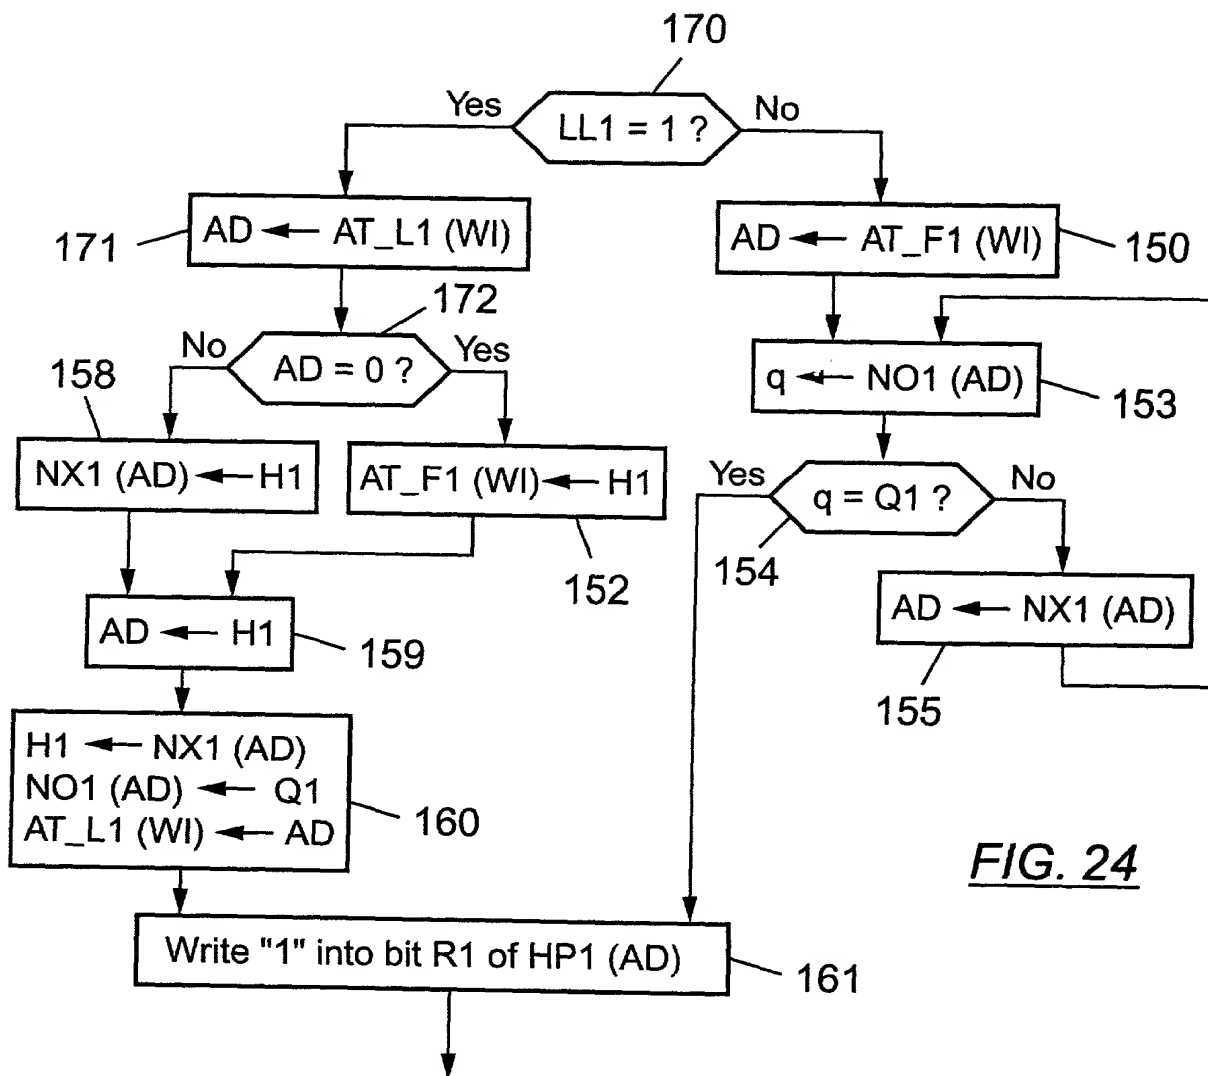 170
Yes
LL1 = 1 ?
No
171
AD ← AT_L1 (WI)
AD ← AT_F1 (WI)
150
172
No
AD = 0 ?
Yes
q ← NO1 (AD)
153
158
NX1 (AD) ← H1
AT_F1 (WI) ← H1
152
Yes
q = Q1 ?
No
154
AD ← NX1 (AD)
155
AD ← H1
159
H1 ← NX1 (AD)
NO1 (AD) ← Q1
AT_L1 (WI) ← AD
160
FIG. 24
Write "1" into bit R1 of HP1 (AD)
161